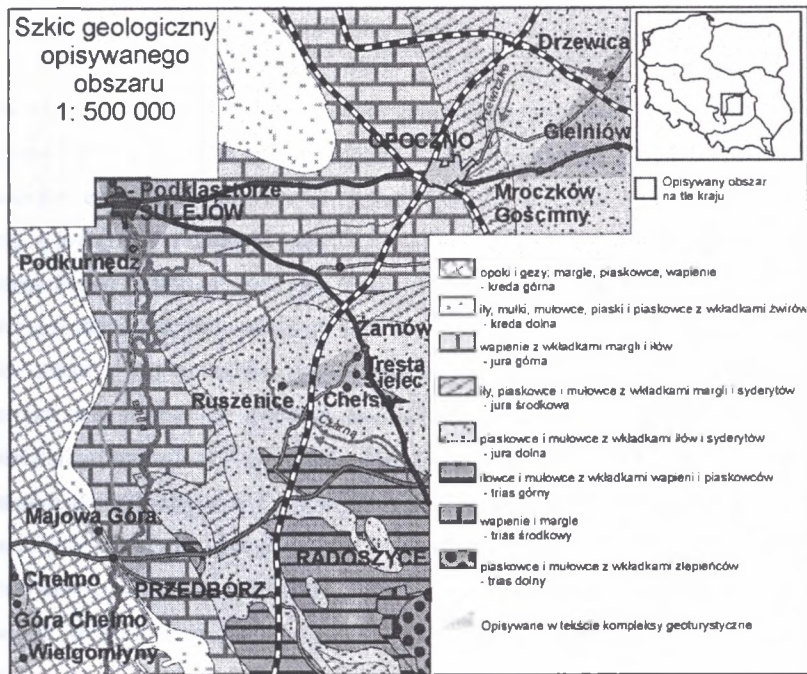 Szkic geologiczny
opisywanego
obszaru
1: 500 000
Drzewica
OPOCZNO
Gielniów
Mroczków
Gościnny
Podklasztorze
SULEJÓW
Podkurnędz
Żarnów
Tresta
Zielec
Ruszenice
Chełsty
Czarna
Majowa Góra
RADOSZYCE
PRZEDBÓRZ
Chełmo
Góra Chełmo
Wielgomłyny
Opisywany obszar
na tle kraju
opoki i gezy; margle, piaskowce, wapienie
- kreda górna
iły, mułki, mułowce, piaski i piaskowce z wkładkami żwirów
- kreda dolna
wapienie z wkładkami margli i iłów
- jura górna
iły, piaskowce i mułowce z wkładkami margli i syderytów
- jura środkowa
piaskowce i mułowce z wkładkami iłów i syderytów
- jura dolna
iłowce i mułowce z wkładkami wapieni i piaskowców
- trias górny
wapienie i margle
- trias środkowy
piaskowce i mułowce z wkładkami zlepieńców
- trias dolny
Opisywane w tekście kompleksy geoturystyczne